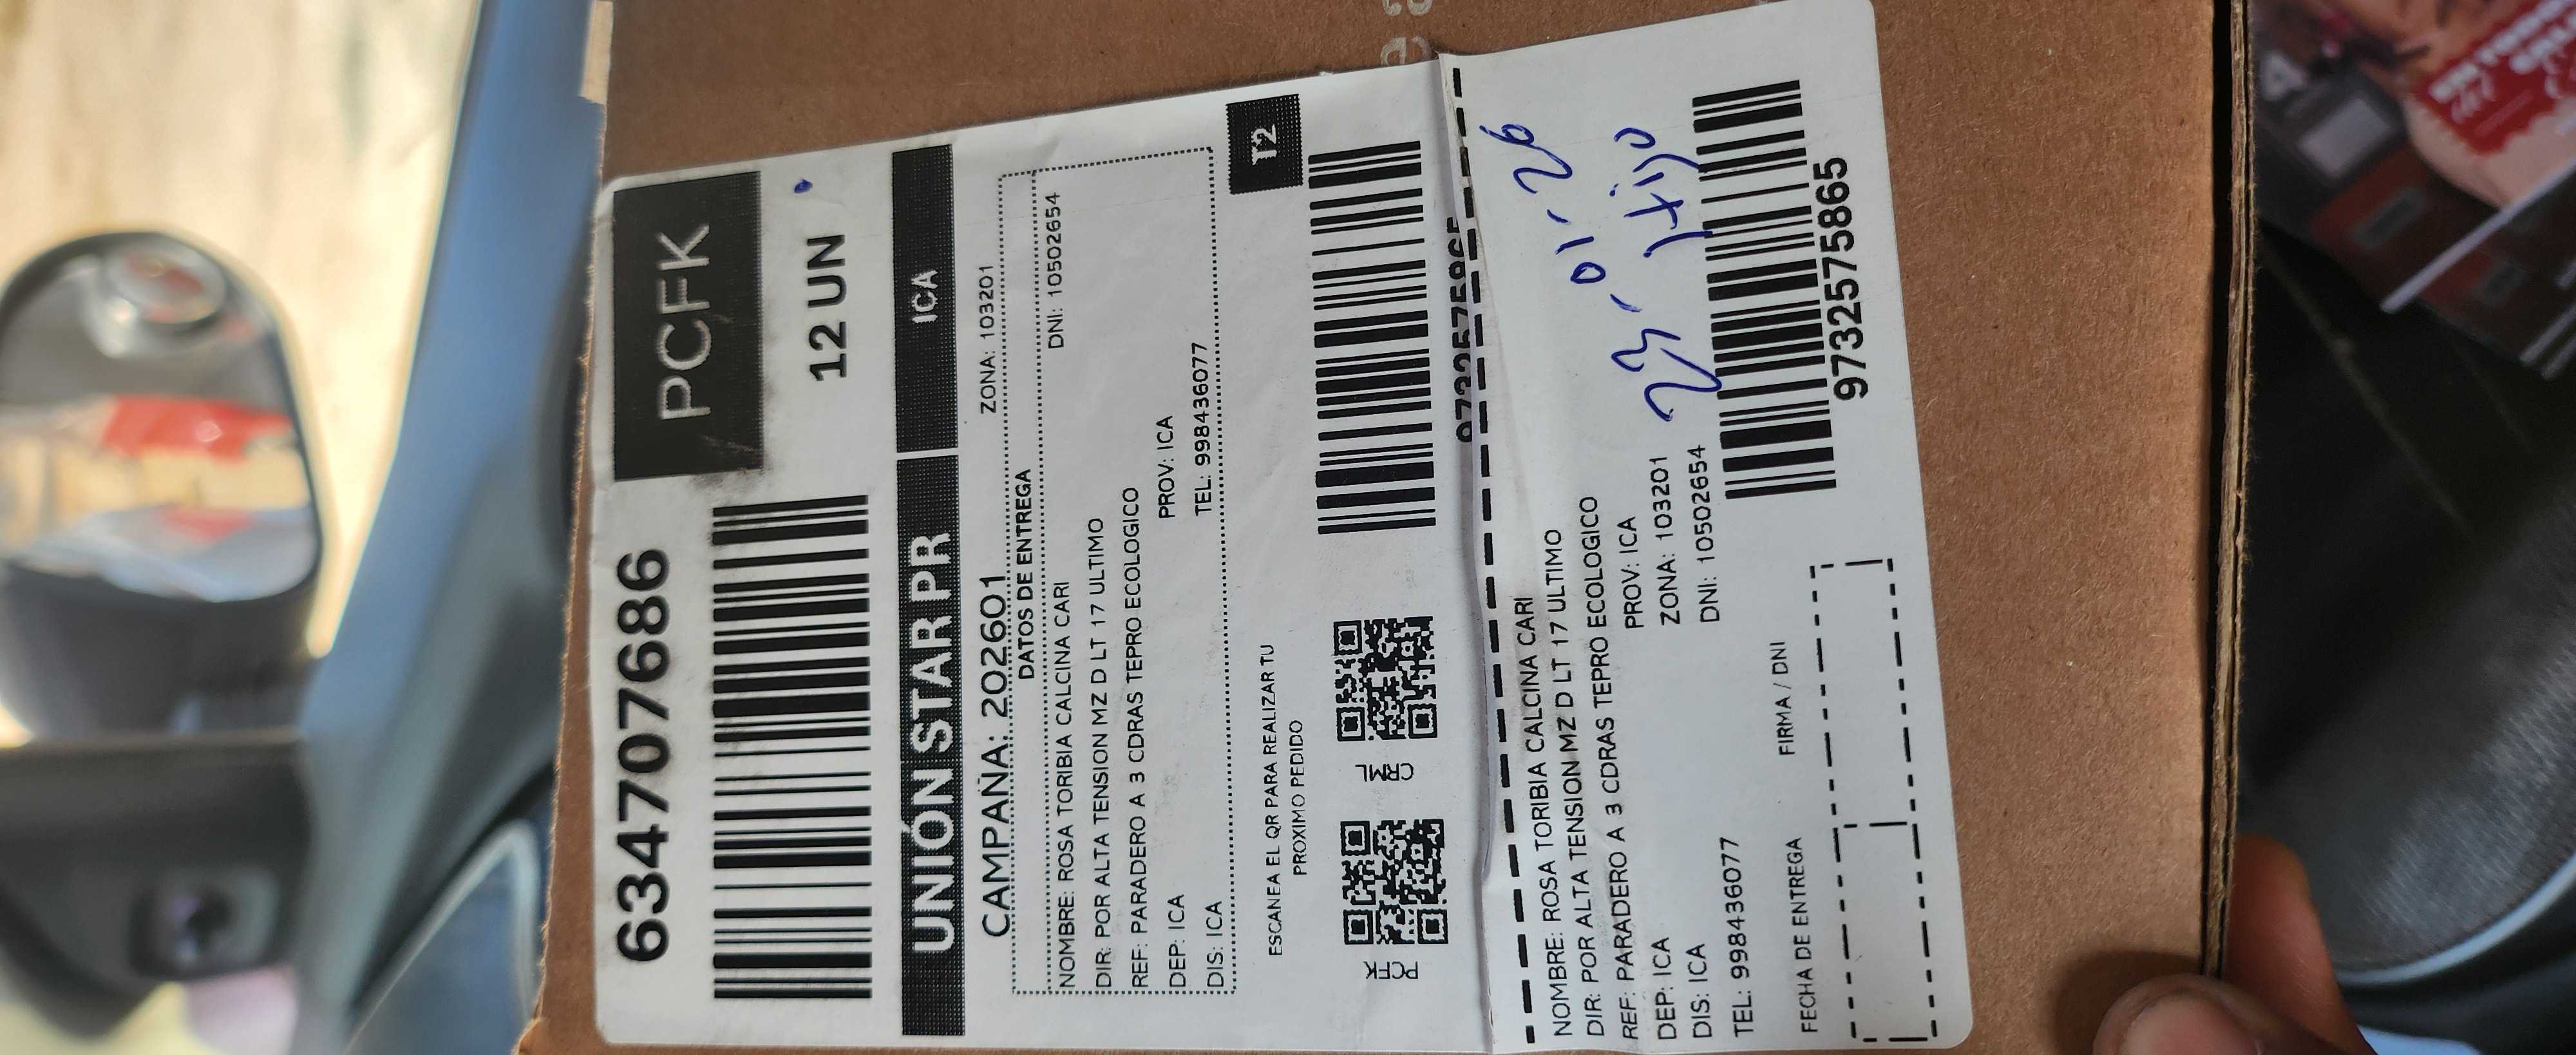 6347077686
PCFK
12 UN
UNIÓN STAR PR
ICA
CAMPAÑA: 202601
ZONA: 103201
DATOS DE ENTREGA
NOMBRE: ROSA TORIBIA CALCINA CARI
DNI: 10502654
DIR: POR ALTA TENSION MZ D LT 17 ULTIMO
REF: PARADERO A 3 CDRAS TEPRO ECOLOGICO
DEP: ICA
PROV: ICA
DIS: ICA
TEL: 998436077
T2
ESCANEA EL QR PARA REALIZAR TU
PROXIMO PEDIDO
PCFK
9732575865
NOMBRE: ROSA TORIBIA CALCINA CARI
DIR: POR ALTA TENSION MZ D LT 17 ULTIMO
REF: PARADERO A 3 CDRAS TEPRO ECOLOGICO
DEP: ICA
PROV: ICA
DIS: ICA
ZONA: 103201
TEL: 998436077
DNI: 10502654
23, 01, 26
Hijo
9732575865
FECHA DE ENTREGA
FIRMA / DNI